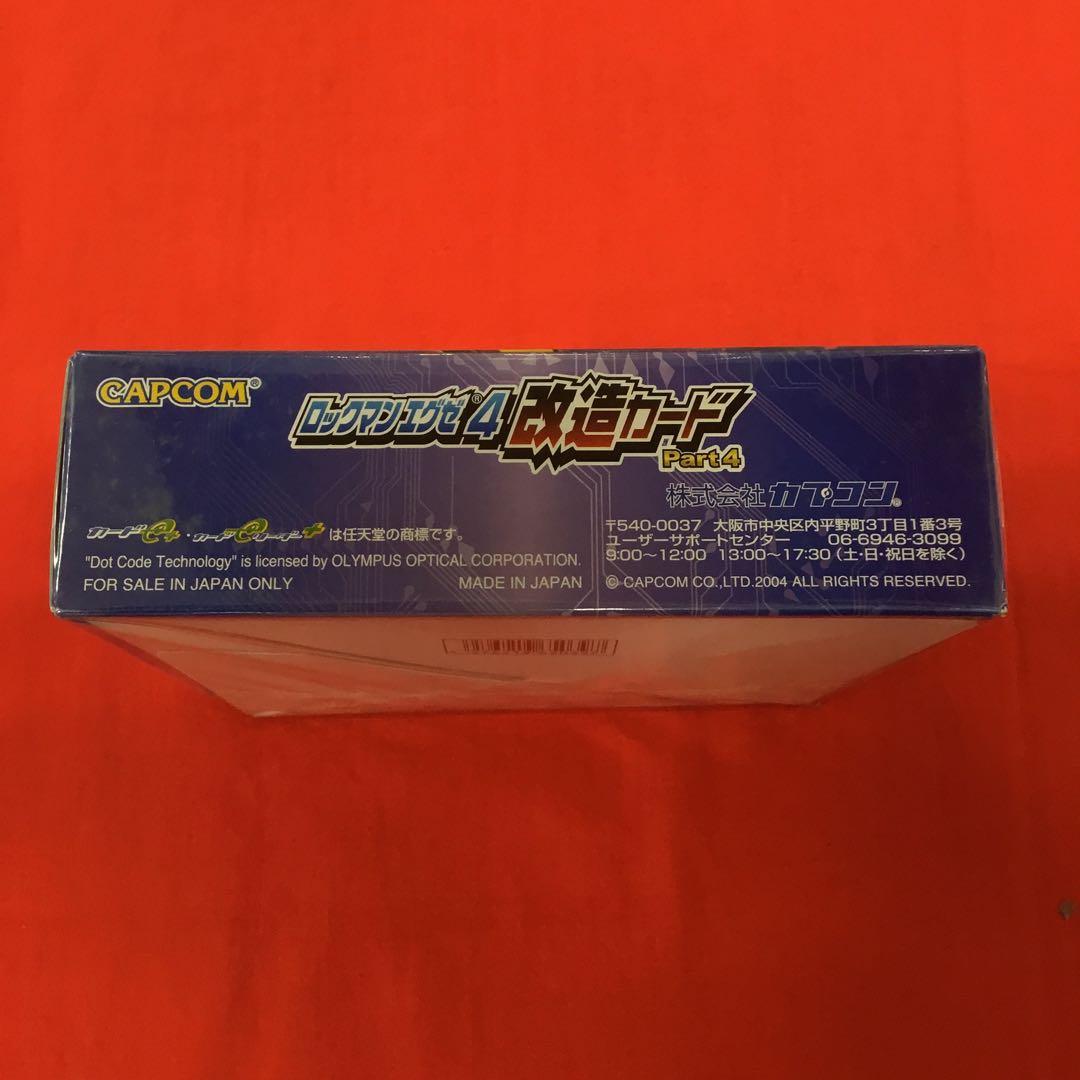 CAPCOM®
ロックマンエグゼ®4 改造カード
Part4
株式会社カプコン®
カードe+・カードeリーダー+は任天堂の商標です。
"Dot Code Technology" is licensed by OLYMPUS OPTICAL CORPORATION.
FOR SALE IN JAPAN ONLY
MADE IN JAPAN
〒540-0037 大阪市中央区内平野町3丁目1番3号
ユーザーサポートセンター 06-6946-3099
9:00〜12:00 13:00〜17:30(土・日・祝日を除く)
© CAPCOM CO.,LTD.2004 ALL RIGHTS RESERVED.